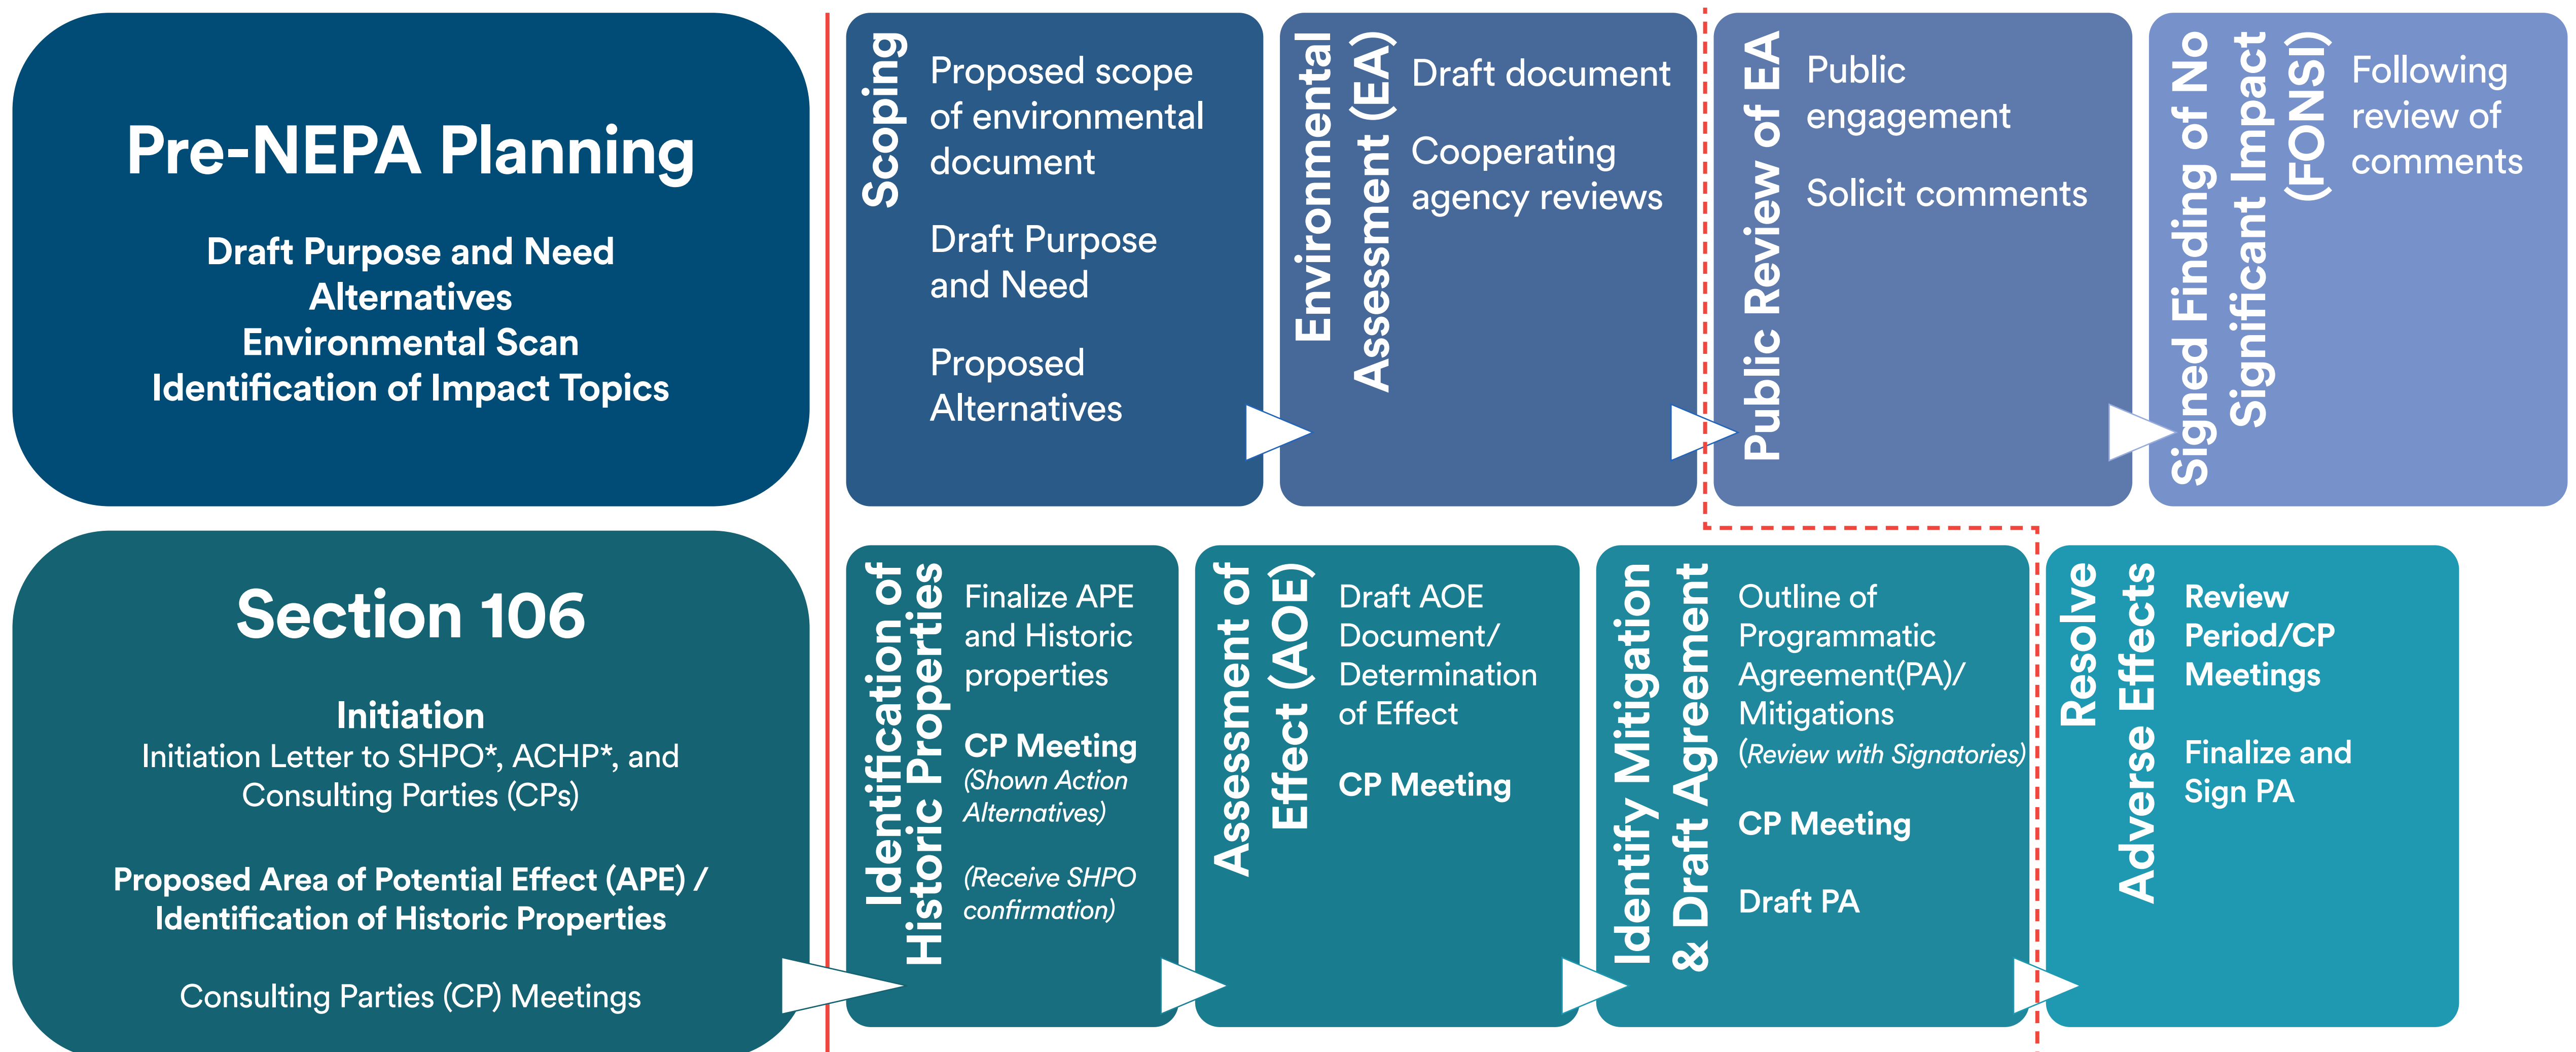 Pre-NEPA Planning
Draft Purpose and Need
Alternatives
Environmental Scan
Identification of Impact Topics
Scoping
Proposed scope
of environmental
document
Draft Purpose
and Need
Proposed
Alternatives
Environmental
Assessment (EA)
Draft document
Cooperating
agency reviews
Public Review of EA
Public
engagement
Solicit comments
Signed Finding of No
Significant Impact
(FONSI)
Following
review of
comments
Section 106
Initiation
Initiation Letter to SHPO*, ACHP*, and
Consulting Parties (CPs)
Proposed Area of Potential Effect (APE) /
Identification of Historic Properties
Consulting Parties (CP) Meetings
Identification of
Historic Properties
Finalize APE
and Historic
properties
CP Meeting
(Shown Action
Alternatives)
(Receive SHPO
confirmation)
Assessment of
Effect (AOE)
Draft AOE
Document/
Determination
of Effect
CP Meeting
Identify Mitigation
& Draft Agreement
Outline of
Programmatic
Agreement(PA)/
Mitigations
(Review with Signatories)
CP Meeting
Draft PA
Resolve
Adverse Effects
Review
Period/CP
Meetings
Finalize and
Sign PA